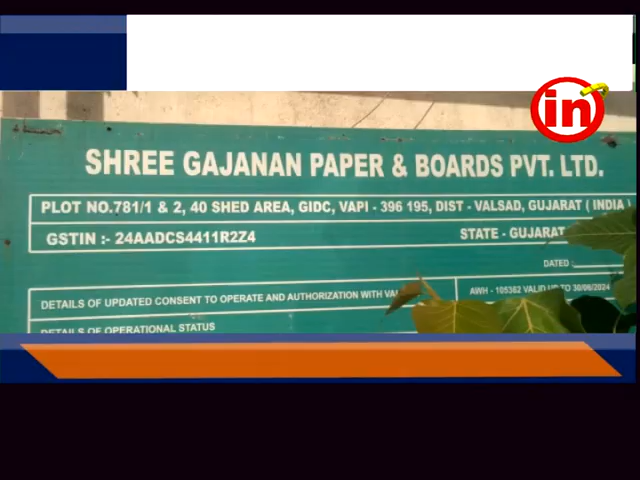 in
SHREE GAJANAN PAPER & BOARDS PVT. LTD.
PLOT NO.781/1 & 2, 40 SHED AREA, GIDC, VAPI - 396 195, DIST - VALSAD, GUJARAT ( INDIA )
GSTIN :- 24AADCS4411R2Z4 STATE - GUJARAT
DATED :
DETAILS OF UPDATED CONSENT TO OPERATE AND AUTHORIZATION WITH AWH - 105362 VALID UP TO 30/06/2024
DETAILS OF OPERATIONAL STATUS